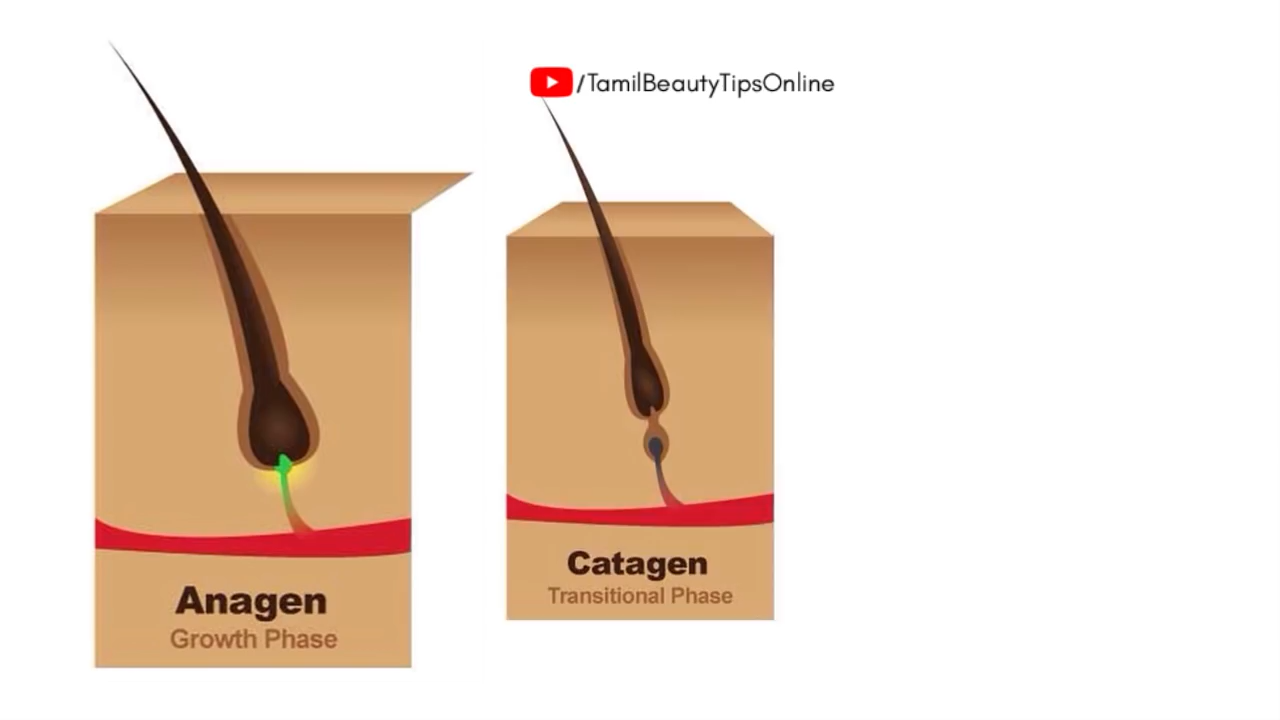 /TamilBeautyTipsOnline
Anagen
Growth Phase
Catagen
Transitional Phase